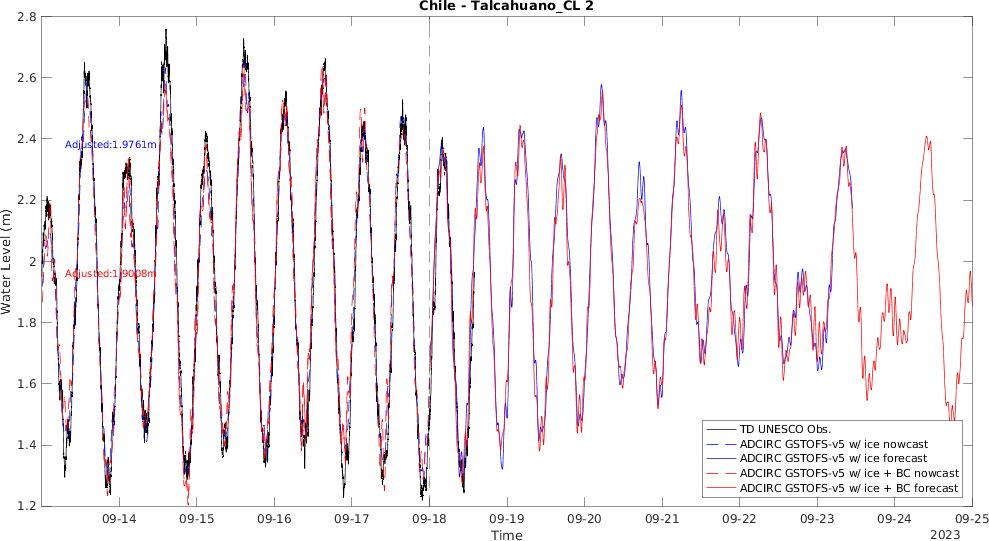 Chile - Talcahuano_CL 2
Water Level (m)
2.8
2.6
2.4
2.2
2
1.8
1.6
1.4
1.2
Adjusted:1.9761m
Adjusted:1.9008m
TD UNESCO Obs.
ADCIRC GSTOFS-v5 w/ ice nowcast
ADCIRC GSTOFS-v5 w/ ice forecast
ADCIRC GSTOFS-v5 w/ ice + BC nowcast
ADCIRC GSTOFS-v5 w/ ice + BC forecast
09-14 09-15 09-16 09-17 09-18 09-19 09-20 09-21 09-22 09-23 09-24 09-25
Time
2023